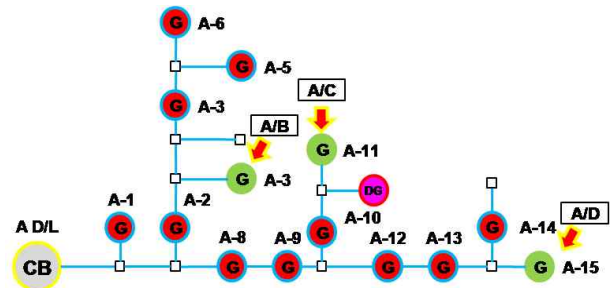 G A-6
G A-5
G A-3
A/C
A/B
G A-11
G A-3
DG
A-1
A-2
A-10
A/D
A D/L
G
G
G
G A-14
A-8
A-9
A-12
A-13
CB
G
G
G
G
G A-15